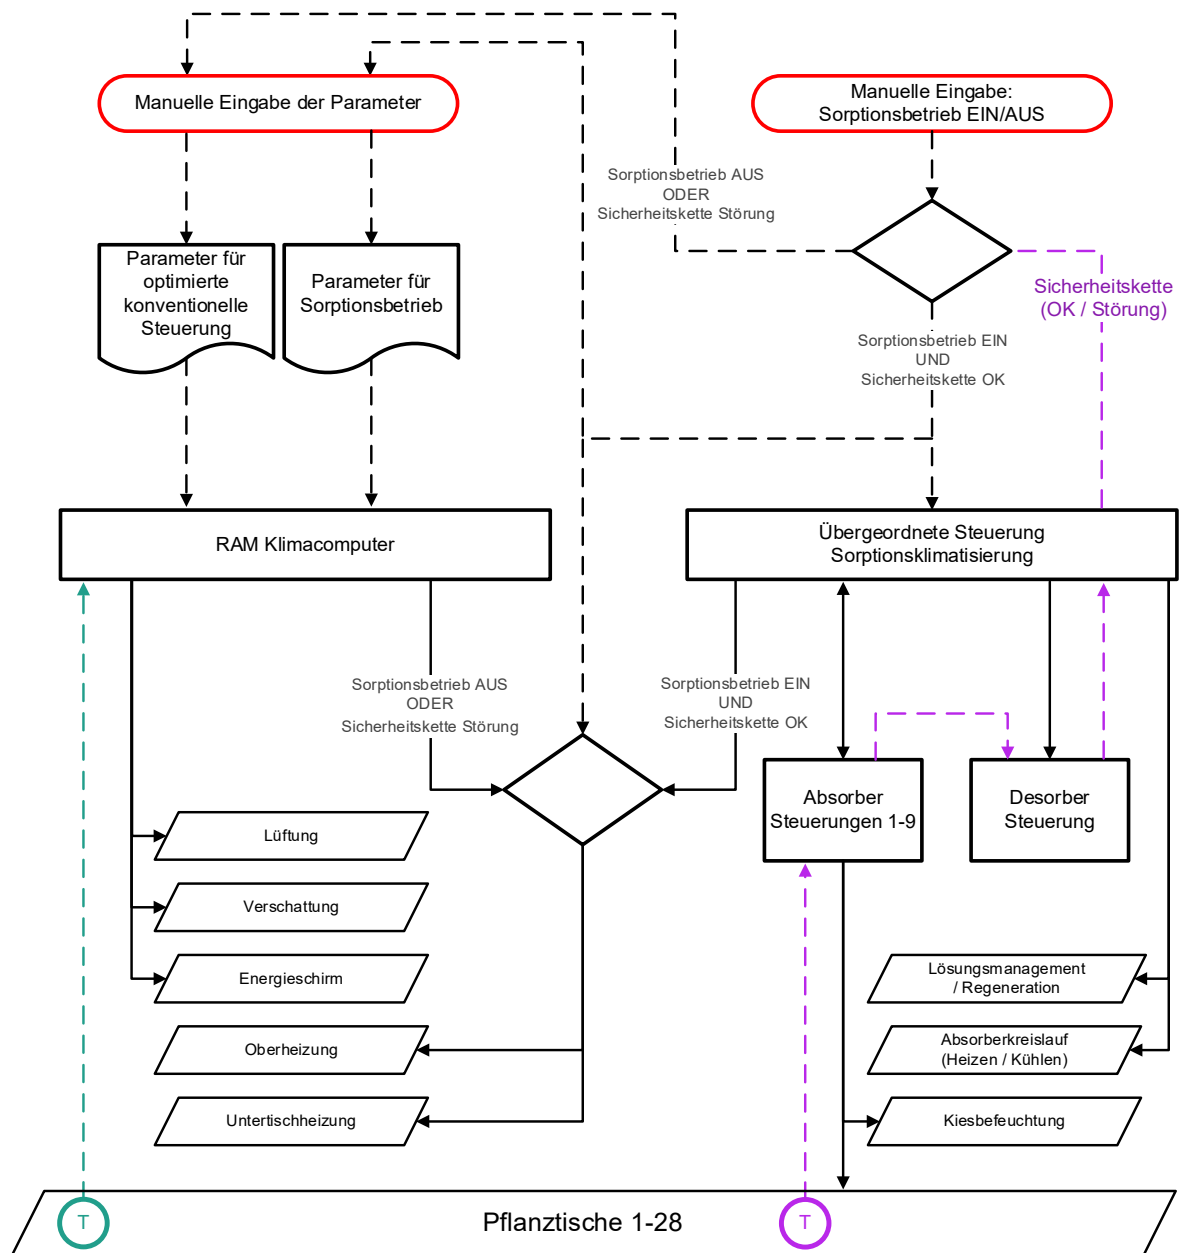 Manuelle Eingabe der Parameter
Manuelle Eingabe:
Sorptionsbetrieb EIN/AUS
Sorptionsbetrieb AUS
ODER
Sicherheitskette Störung
Parameter für
optimierte
konventionelle
Steuerung
Parameter für
Sorptionsbetrieb
Sicherheitskette
(OK / Störung)
Sorptionsbetrieb EIN
UND
Sicherheitskette OK
RAM Klimacomputer
Übergeordnete Steuerung
Sorptionsklimatisierung
Sorptionsbetrieb AUS
ODER
Sicherheitskette Störung
Sorptionsbetrieb EIN
UND
Sicherheitskette OK
Absorber
Steuerungen 1-9
Desorber
Steuerung
Lüftung
Verschattung
Energieschirm
Oberheizung
Untertischheizung
Lösungsmanagement
/ Regeneration
Absorberkreislauf
(Heizen / Kühlen)
Kiesbefeuchtung
T
Pflanztische 1-28
T